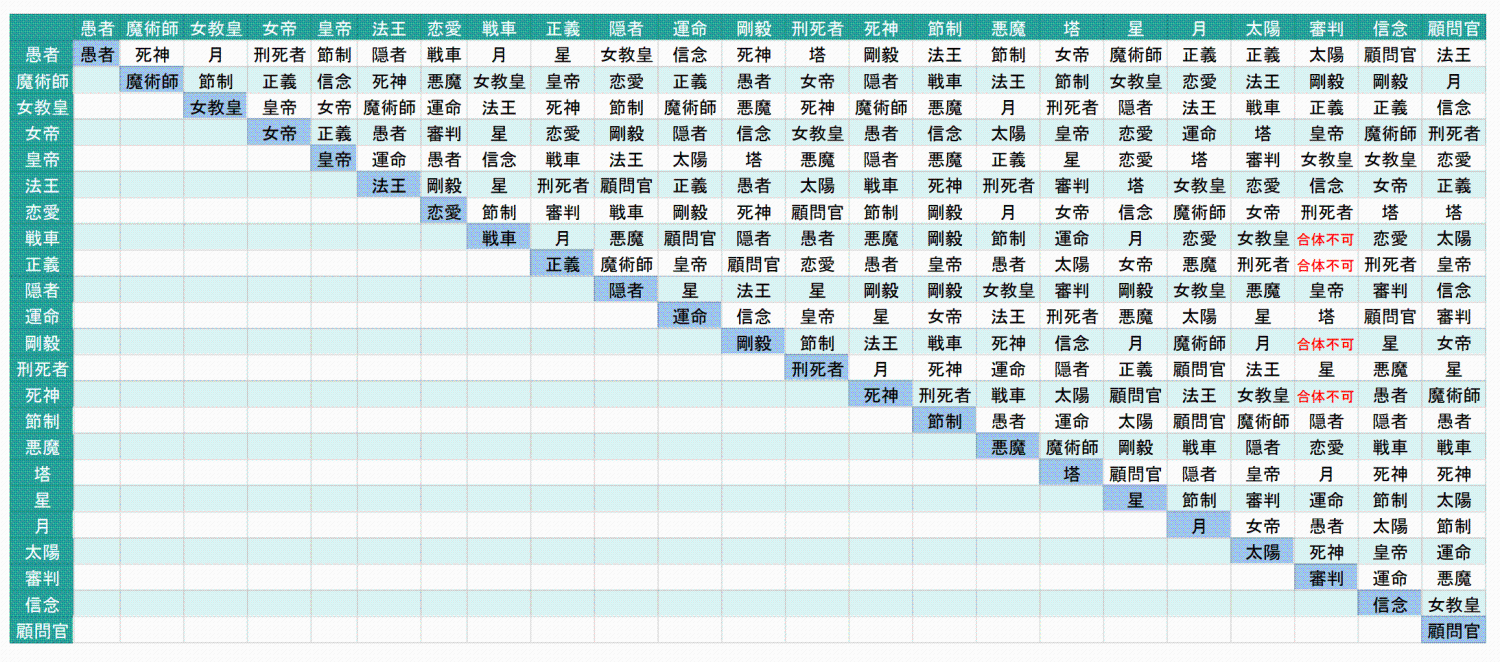 愚者 魔術師 女教皇 女帝 皇帝 法王 恋愛 戦車 正義 隠者 運命 剛毅 刑死者 死神 節制 悪魔 塔 星 月 太陽 審判 信念 顧問官
愚者 愚者 死神 月 刑死者 節制 隠者 戦車 月 星 女教皇 信念 死神 塔 剛毅 法王 節制 女帝 魔術師 正義 正義 太陽 顧問官 法王
魔術師 魔術師 節制 正義 信念 死神 悪魔 女教皇 皇帝 恋愛 正義 愚者 女帝 隠者 戦車 法王 節制 女教皇 恋愛 法王 剛毅 剛毅 月
女教皇 女教皇 皇帝 女帝 魔術師 運命 法王 死神 節制 魔術師 悪魔 死神 魔術師 悪魔 月 刑死者 隠者 法王 戦車 正義 正義 信念
女帝 女帝 正義 愚者 審判 星 恋愛 剛毅 隠者 信念 女教皇 愚者 信念 太陽 皇帝 恋愛 運命 塔 皇帝 魔術師 刑死者
皇帝 皇帝 運命 愚者 信念 戦車 法王 太陽 塔 悪魔 隠者 悪魔 正義 星 恋愛 塔 審判 女教皇 女教皇 恋愛
法王 法王 剛毅 星 刑死者 顧問官 正義 愚者 太陽 戦車 死神 刑死者 審判 塔 女教皇 恋愛 信念 女帝 正義
恋愛 恋愛 節制 審判 戦車 剛毅 死神 顧問官 節制 剛毅 月 女帝 信念 魔術師 女帝 刑死者 塔 塔
戦車 戦車 月 悪魔 顧問官 隠者 愚者 悪魔 剛毅 節制 運命 月 恋愛 女教皇 合体不可 恋愛 太陽
正義 正義 魔術師 皇帝 顧問官 恋愛 愚者 皇帝 愚者 太陽 女帝 悪魔 刑死者 合体不可 刑死者 皇帝
隠者 隠者 星 法王 星 剛毅 剛毅 女教皇 審判 剛毅 女教皇 悪魔 皇帝 審判 信念
運命 運命 信念 皇帝 星 女帝 法王 刑死者 悪魔 太陽 星 塔 顧問官 審判
剛毅 剛毅 節制 法王 戦車 死神 信念 月 魔術師 月 合体不可 星 女帝
刑死者 刑死者 月 死神 運命 隠者 正義 顧問官 法王 星 悪魔 星
死神 死神 刑死者 戦車 太陽 顧問官 法王 女教皇 合体不可 愚者 魔術師
節制 節制 愚者 運命 太陽 顧問官 魔術師 隠者 隠者 愚者
悪魔 悪魔 魔術師 剛毅 戦車 隠者 恋愛 戦車 戦車
塔 塔 顧問官 隠者 皇帝 月 死神 死神
星 星 節制 審判 運命 節制 太陽
月 月 女帝 愚者 太陽 節制
太陽 太陽 死神 皇帝 運命
審判 審判 運命 悪魔
信念 信念 女教皇
顧問官 顧問官